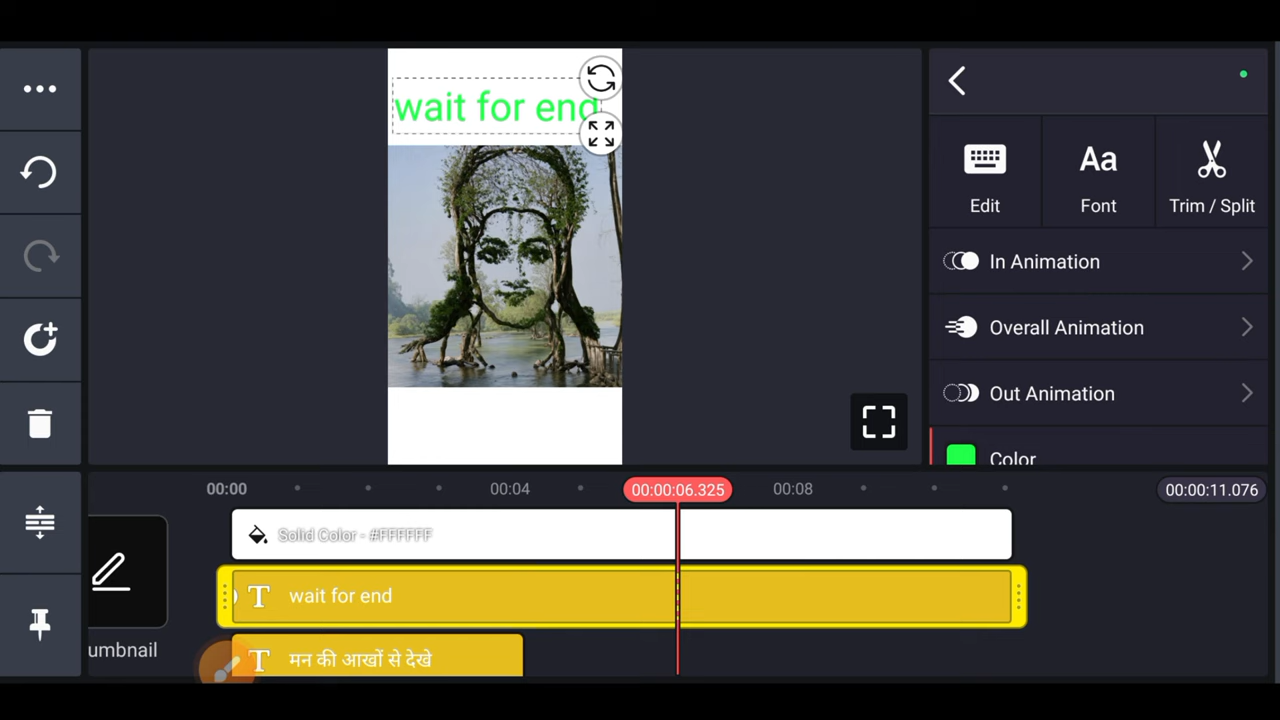 wait for end
Edit
Font
Aa
Trim / Split
In Animation
Overall Animation
Out Animation
Color
00:00
00:04
00:00:06.325
00:08
00:00:11.076
Solid Color - #FFFFFF
T wait for end
umbnail
T मन की आखों से देखे